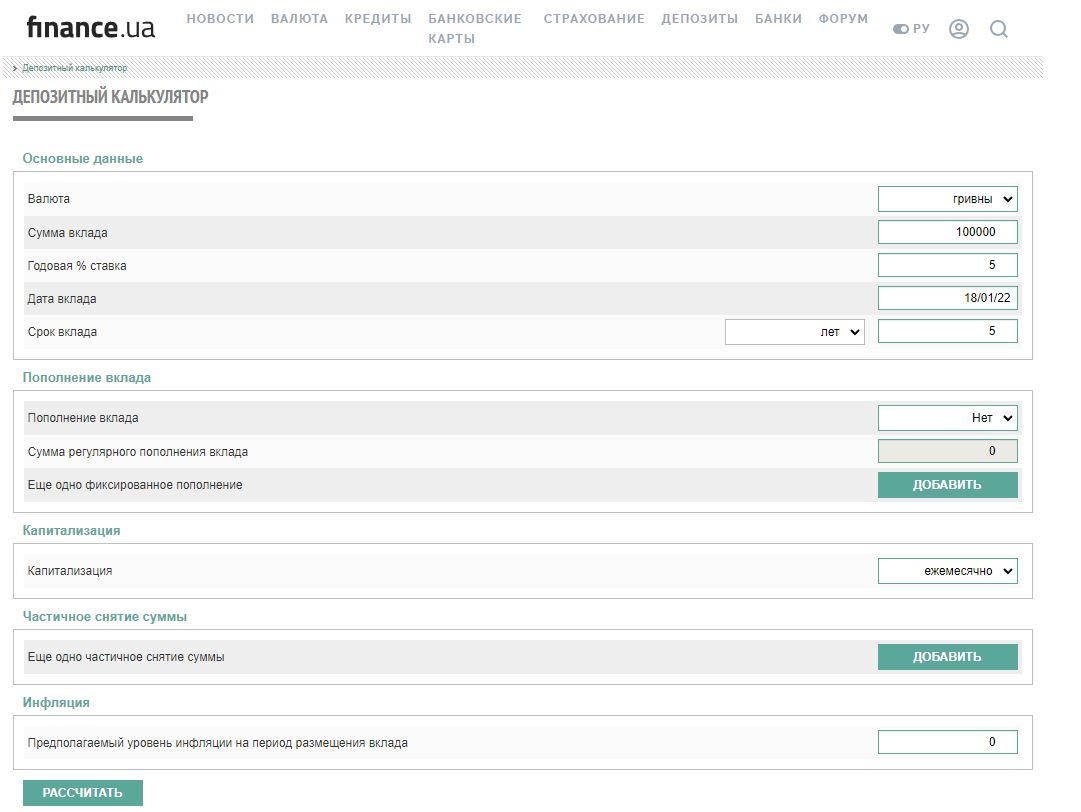 finance.ua
НОВОСТИ ВАЛЮТА КРЕДИТЫ БАНКОВСКИЕ КАРТЫ СТРАХОВАНИЕ ДЕПОЗИТЫ БАНКИ ФОРУМ РУ
Депозитный калькулятор
ДЕПОЗИТНЫЙ КАЛЬКУЛЯТОР
Основные данные
Валюта гривны
Сумма вклада 100000
Годовая % ставка 5
Дата вклада 18/01/22
Срок вклада лет 5
Пополнение вклада
Пополнение вклада Нет
Сумма регулярного пополнения вклада 0
Еще одно фиксированное пополнение ДОБАВИТЬ
Капитализация
Капитализация ежемесячно
Частичное снятие суммы
Еще одно частичное снятие суммы ДОБАВИТЬ
Инфляция
Предполагаемый уровень инфляции на период размещения вклада 0
РАССЧИТАТЬ